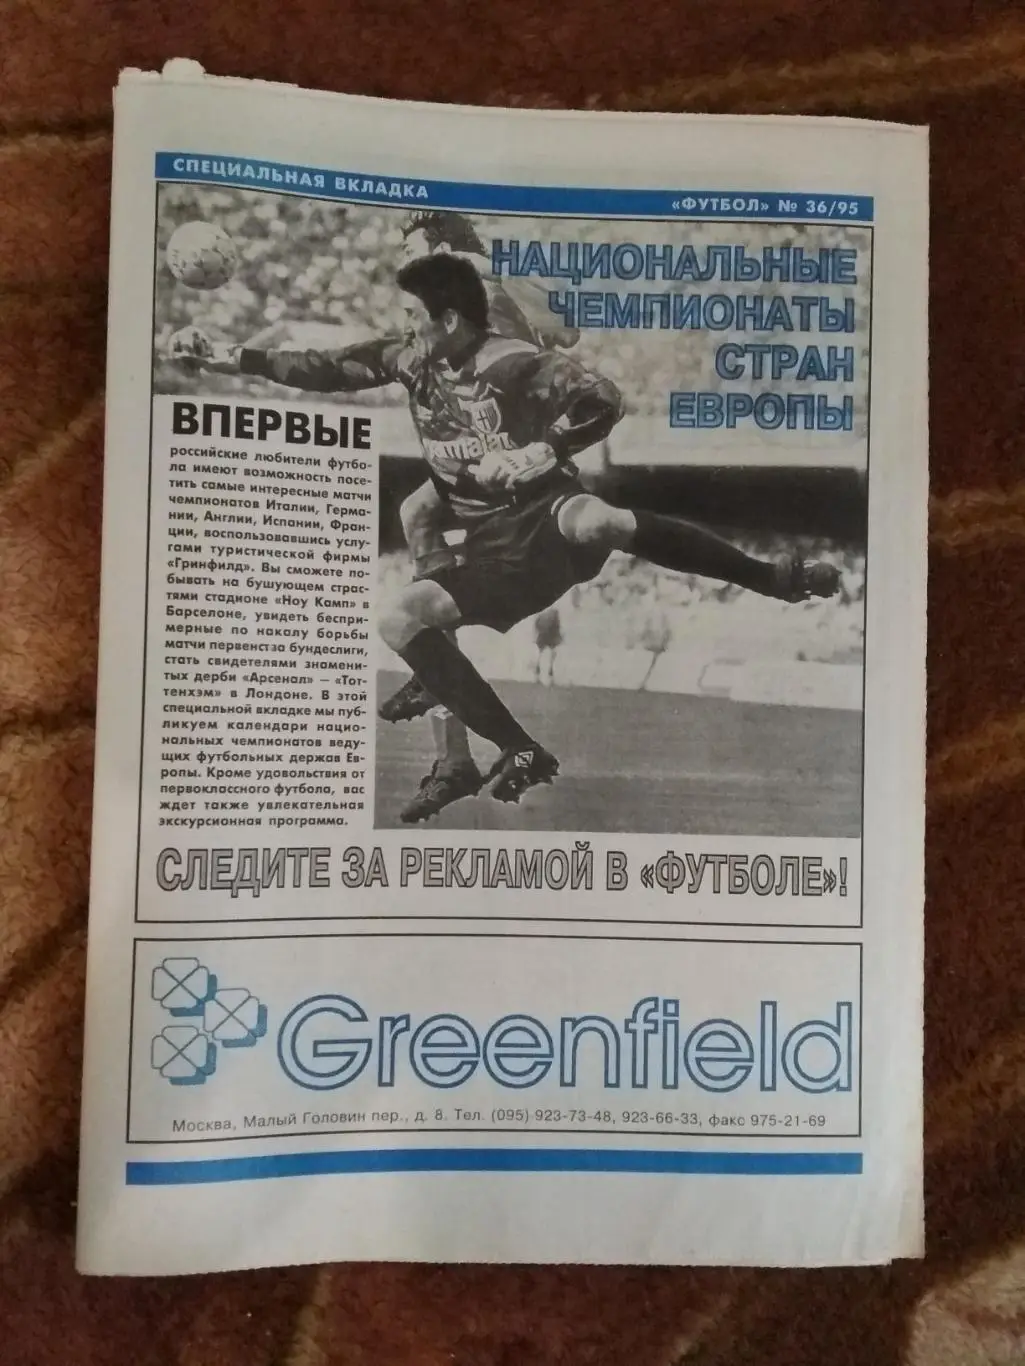 СПЕЦИАЛЬНАЯ ВКЛАДКА
«ФУТБОЛ» № 36/95
НАЦИОНАЛЬНЫЕ
ЧЕМПИОНАТЫ
СТРАН
ЕВРОПЫ
Parmalat
ВПЕРВЫЕ
российские любители футбо-
ла имеют возможность посе-
тить самые интересные матчи
чемпионатов Италии, Герма-
нии, Англии, Испании, Фран-
ции, воспользовавшись услу-
гами туристической фирмы
«Гринфилд». Вы сможете по-
бывать на бушующем страс-
тями стадионе «Ноу Камп» в
Барселоне, увидеть беспри-
мерные по накалу борьбы
матчи первенства бундеслиги,
стать свидетелями знамени-
тых дерби «Арсенал» – «Тот-
тенхэм» в Лондоне. В этой
специальной вкладке мы пуб-
ликуем календари нацио-
нальных чемпионатов веду-
щих футбольных держав Ев-
ропы. Кроме удовольствия от
первоклассного футбола, вас
ждет также увлекательная
экскурсионная программа.
СЛЕДИТЕ ЗА РЕКЛАМОЙ В «ФУТБОЛЕ»!
Greenfield
Москва, Малый Головин пер., д. 8. Тел. (095) 923-73-48, 923-66-33, факс 975-21-69